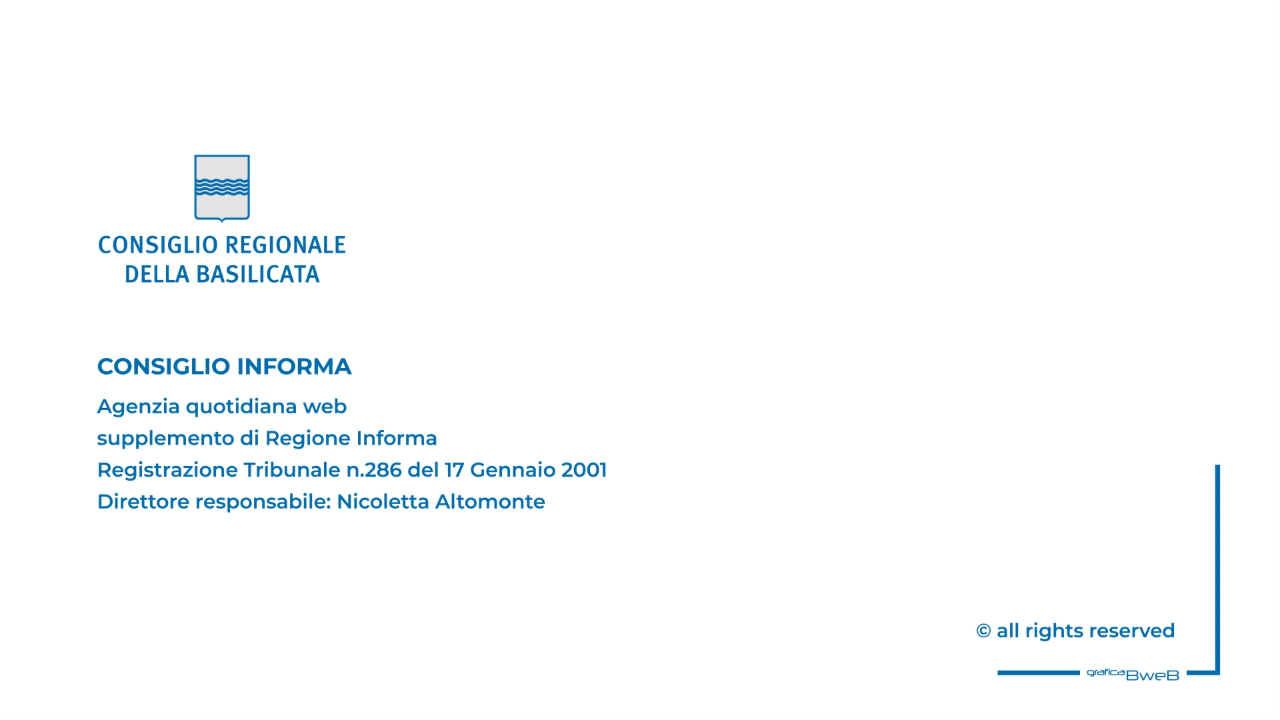 CONSIGLIO REGIONALE
DELLA BASILICATA
CONSIGLIO INFORMA
Agenzia quotidiana web
supplemento di Regione Informa
Registrazione Tribunale n.286 del 17 Gennaio 2001
Direttore responsabile: Nicoletta Altomonte
© all rights reserved
grafica BweB